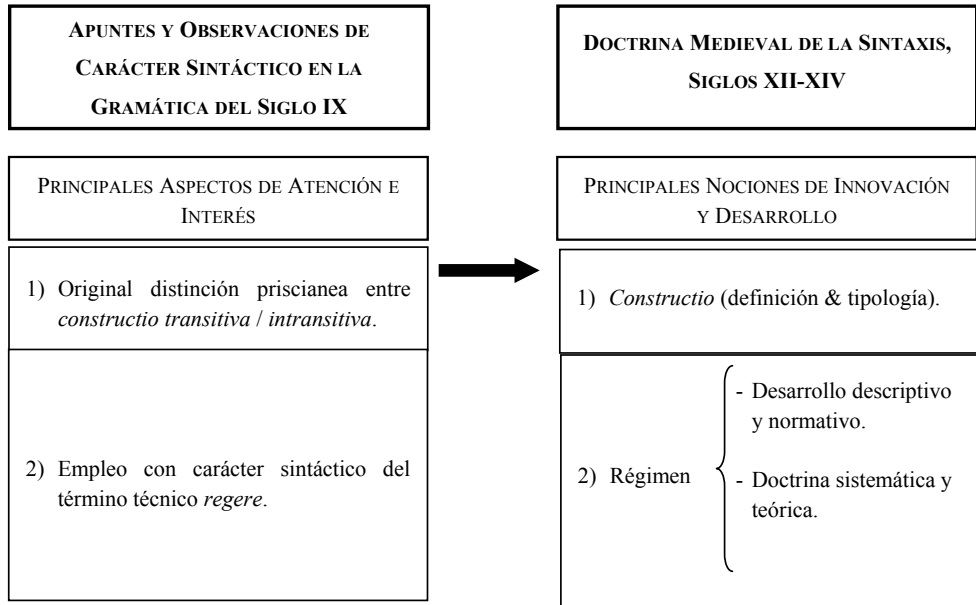 APUNTES Y OBSERVACIONES DE
CARÁCTER SINTÁCTICO EN LA
GRAMÁTICA DEL SIGLO IX
PRINCIPALES ASPECTOS DE ATENCIÓN E
INTERÉS
1) Original distinción priscianea entre
constructio transitiva / intransitiva.
2) Empleo con carácter sintáctico del
término técnico regere.
DOCTRINA MEDIEVAL DE LA SINTAXIS,
SIGLOS XII-XIV
PRINCIPALES NOCIONES DE INNOVACIÓN
Y DESARROLLO
1) Constructio (definición & tipología).
2) Régimen
- Desarrollo descriptivo
y normativo.
- Doctrina sistemática y
teórica.